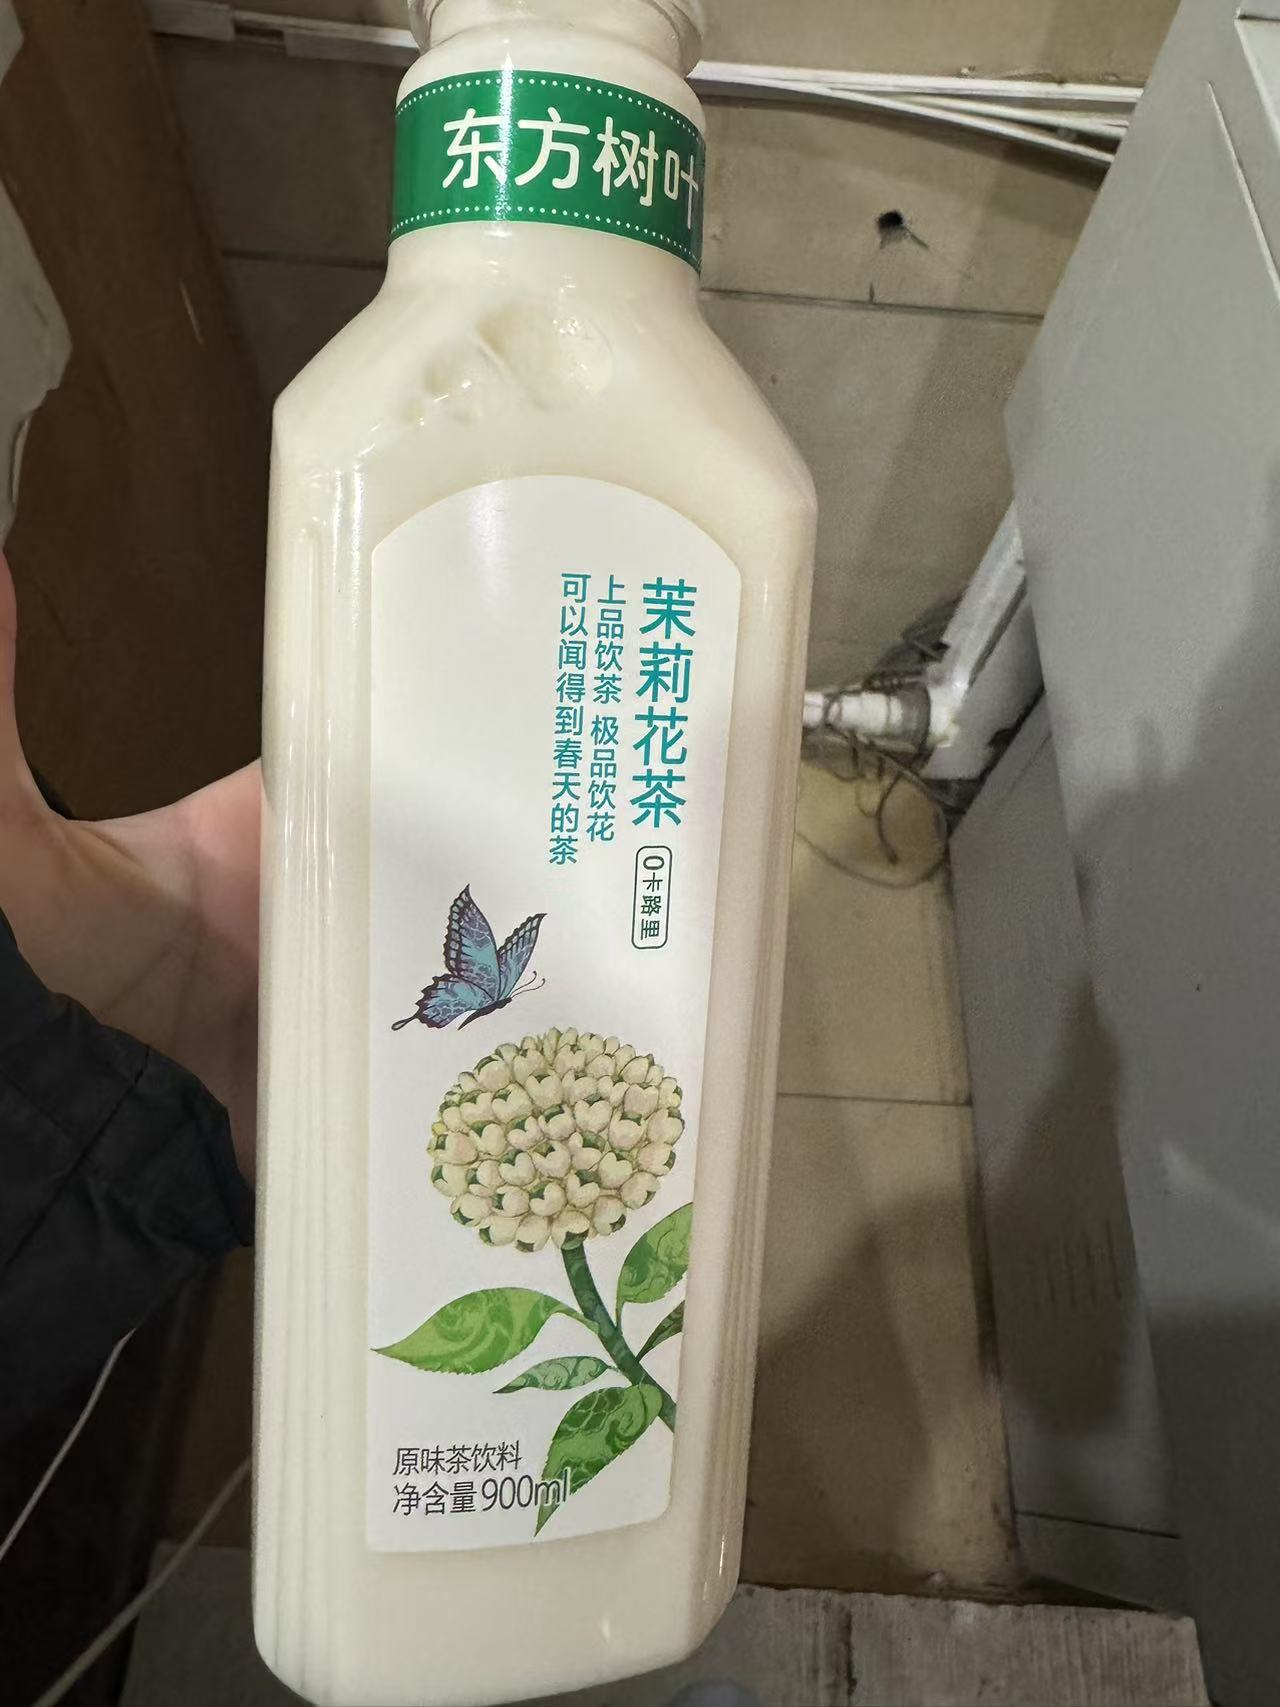 东方树叶
茉莉花茶
0卡路里
上品饮茶 极品饮花
可以闻得到春天的茶
原味茶饮料
净含量900ml